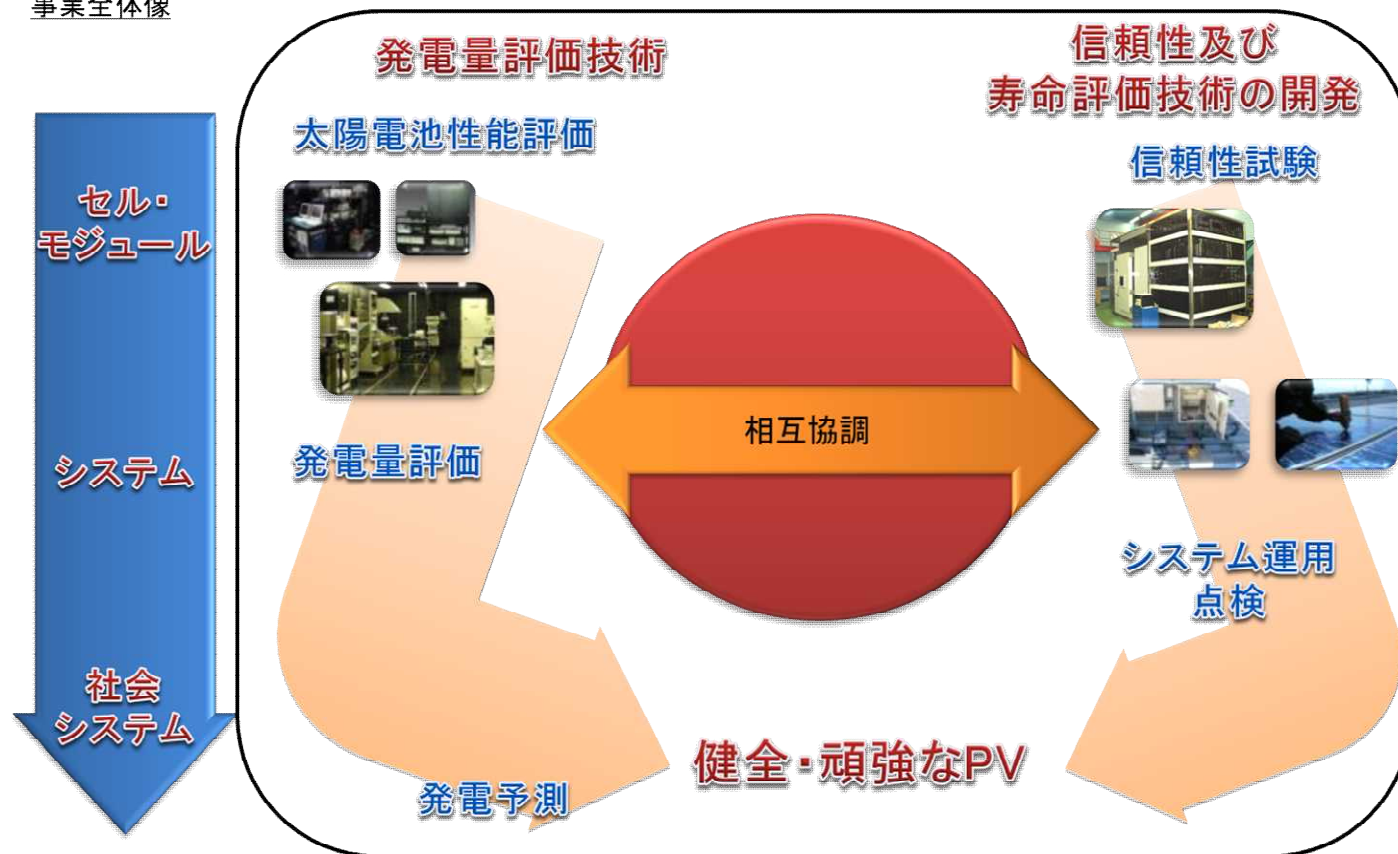 事業全体像
発電量評価技術
信頼性及び
寿命評価技術の開発
太陽電池性能評価
信頼性試験
セル・
モジュール
相互協調
発電量評価
システム
システム運用
点検
社会
システム
健全・頑強なPV
発電予測